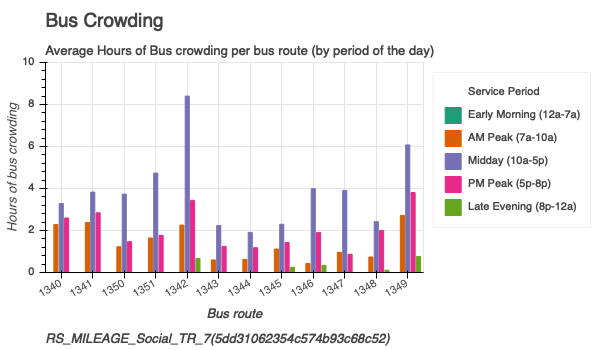 Bus Crowding
Average Hours of Bus crowding per bus route (by period of the day)
10
8
6
4
2
0
Hours of bus crowding
1340 1341 1350 1351 1342 1343 1344 1345 1346 1347 1348 1349
Bus route
Service Period
Early Morning (12a-7a)
AM Peak (7a-10a)
Midday (10a-5p)
PM Peak (5p-8p)
Late Evening (8p-12a)
RS_MILEAGE_Social_TR_7(5dd31062354c574b93c68c52)